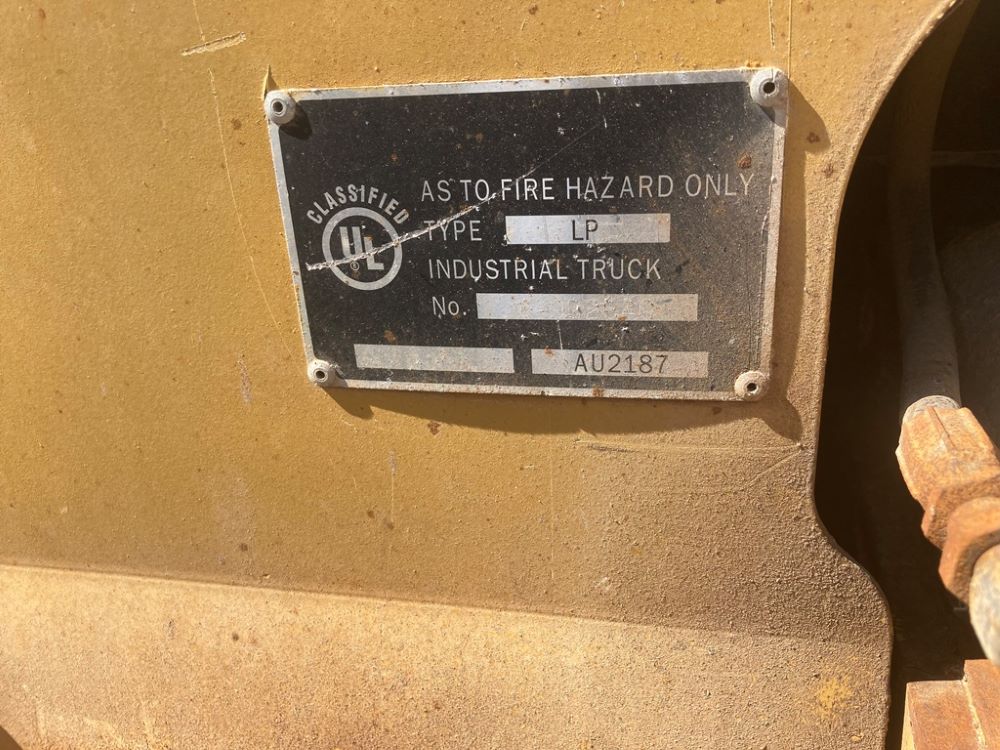 CLASSIFIED
UL®
AS TO FIRE HAZARD ONLY
TYPE LP
INDUSTRIAL TRUCK
No.
AU2187